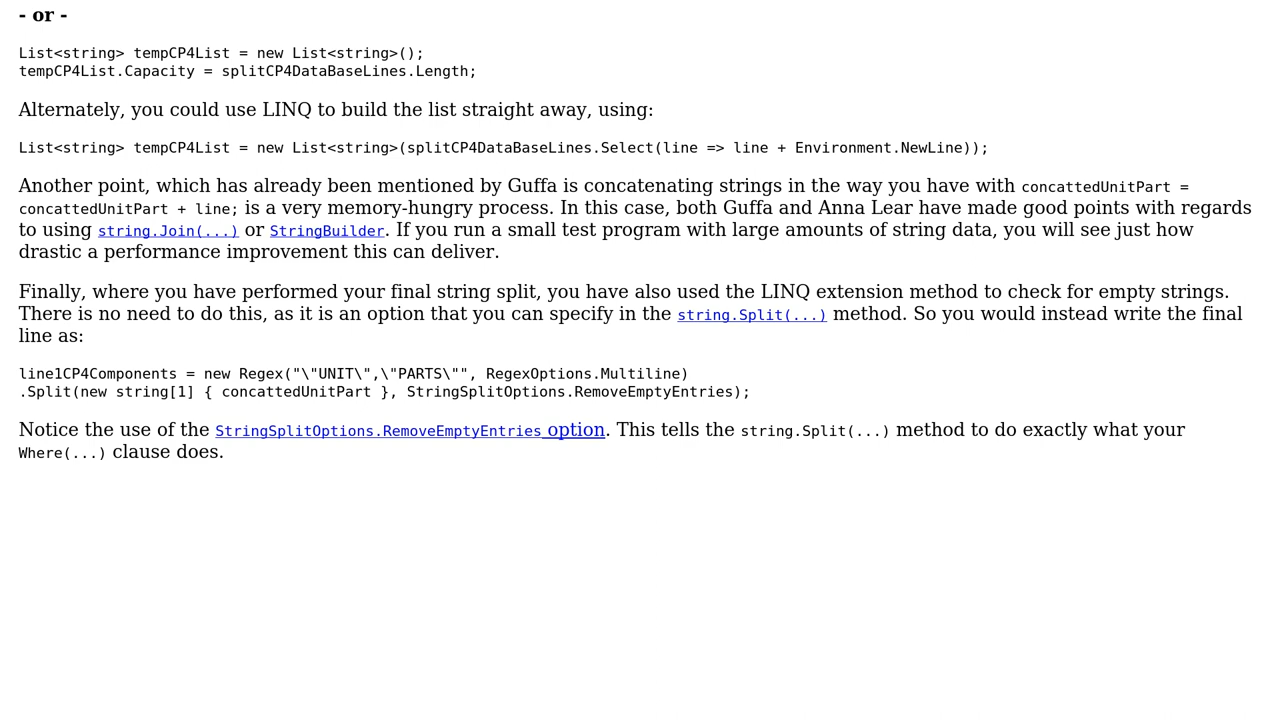 - or -
List<string> tempCP4List = new List<string>();
tempCP4List.Capacity = splitCP4DataBaseLines.Length;
Alternately, you could use LINQ to build the list straight away, using:
List<string> tempCP4List = new List<string>(splitCP4DataBaseLines.Select(line => line + Environment.NewLine));
Another point, which has already been mentioned by Guffa is concatenating strings in the way you have with concattedUnitPart =
concattedUnitPart + line; is a very memory-hungry process. In this case, both Guffa and Anna Lear have made good points with regards
to using string.Join(...) or StringBuilder. If you run a small test program with large amounts of string data, you will see just how
drastic a performance improvement this can deliver.
Finally, where you have performed your final string split, you have also used the LINQ extension method to check for empty strings.
There is no need to do this, as it is an option that you can specify in the string.Split(...) method. So you would instead write the final
line as:
line1CP4Components = new Regex("\"UNIT\",\"PARTS\"", RegexOptions.Multiline)
.Split(new string[1] { concattedUnitPart }, StringSplitOptions.RemoveEmptyEntries);
Notice the use of the StringSplitOptions.RemoveEmptyEntries option. This tells the string.Split(...) method to do exactly what your
Where(...) clause does.